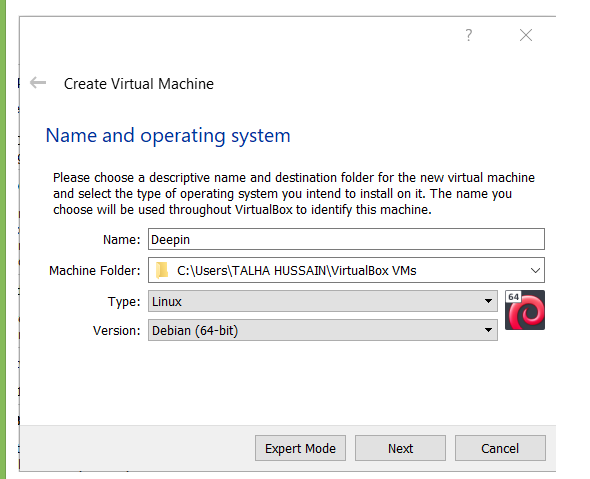 ?
Create Virtual Machine
Name and operating system
Please choose a descriptive name and destination folder for the new virtual machine
and select the type of operating system you intend to install on it. The name you
choose will be used throughout VirtualBox to identify this machine.
Name: Deepin
Machine Folder: C:\Users\TALHA HUSSAIN\VirtualBox VMs
Type: Linux
64
Version: Debian (64-bit)
Expert Mode Next Cancel